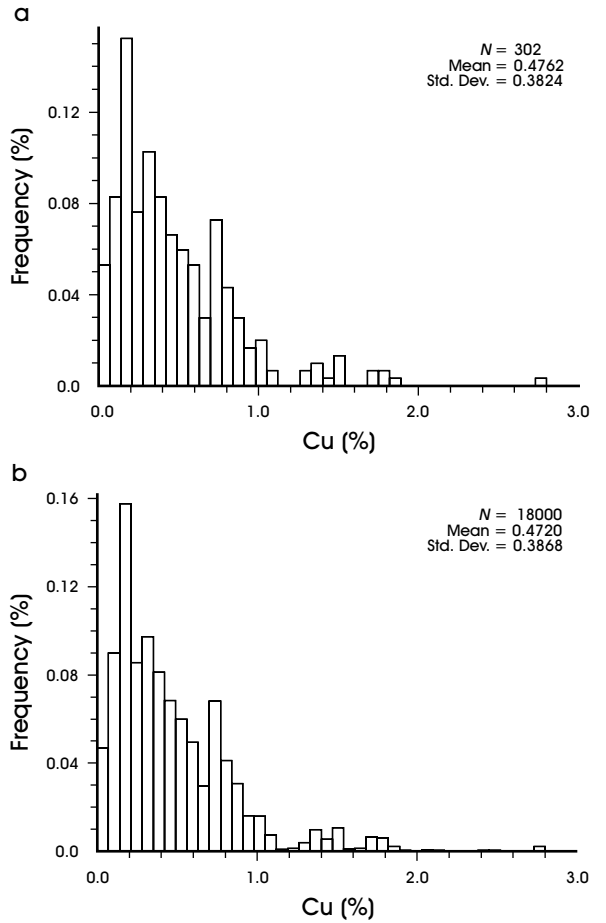 a
N = 302
Mean = 0.4762
Std. Dev. = 0.3824
Frequency (%)
0.12
0.08
0.04
0.0
0.0 1.0 2.0 3.0
Cu (%)
b
N = 18000
Mean = 0.4720
Std. Dev. = 0.3868
Frequency (%)
0.16
0.12
0.08
0.04
0.0
0.0 1.0 2.0 3.0
Cu (%)